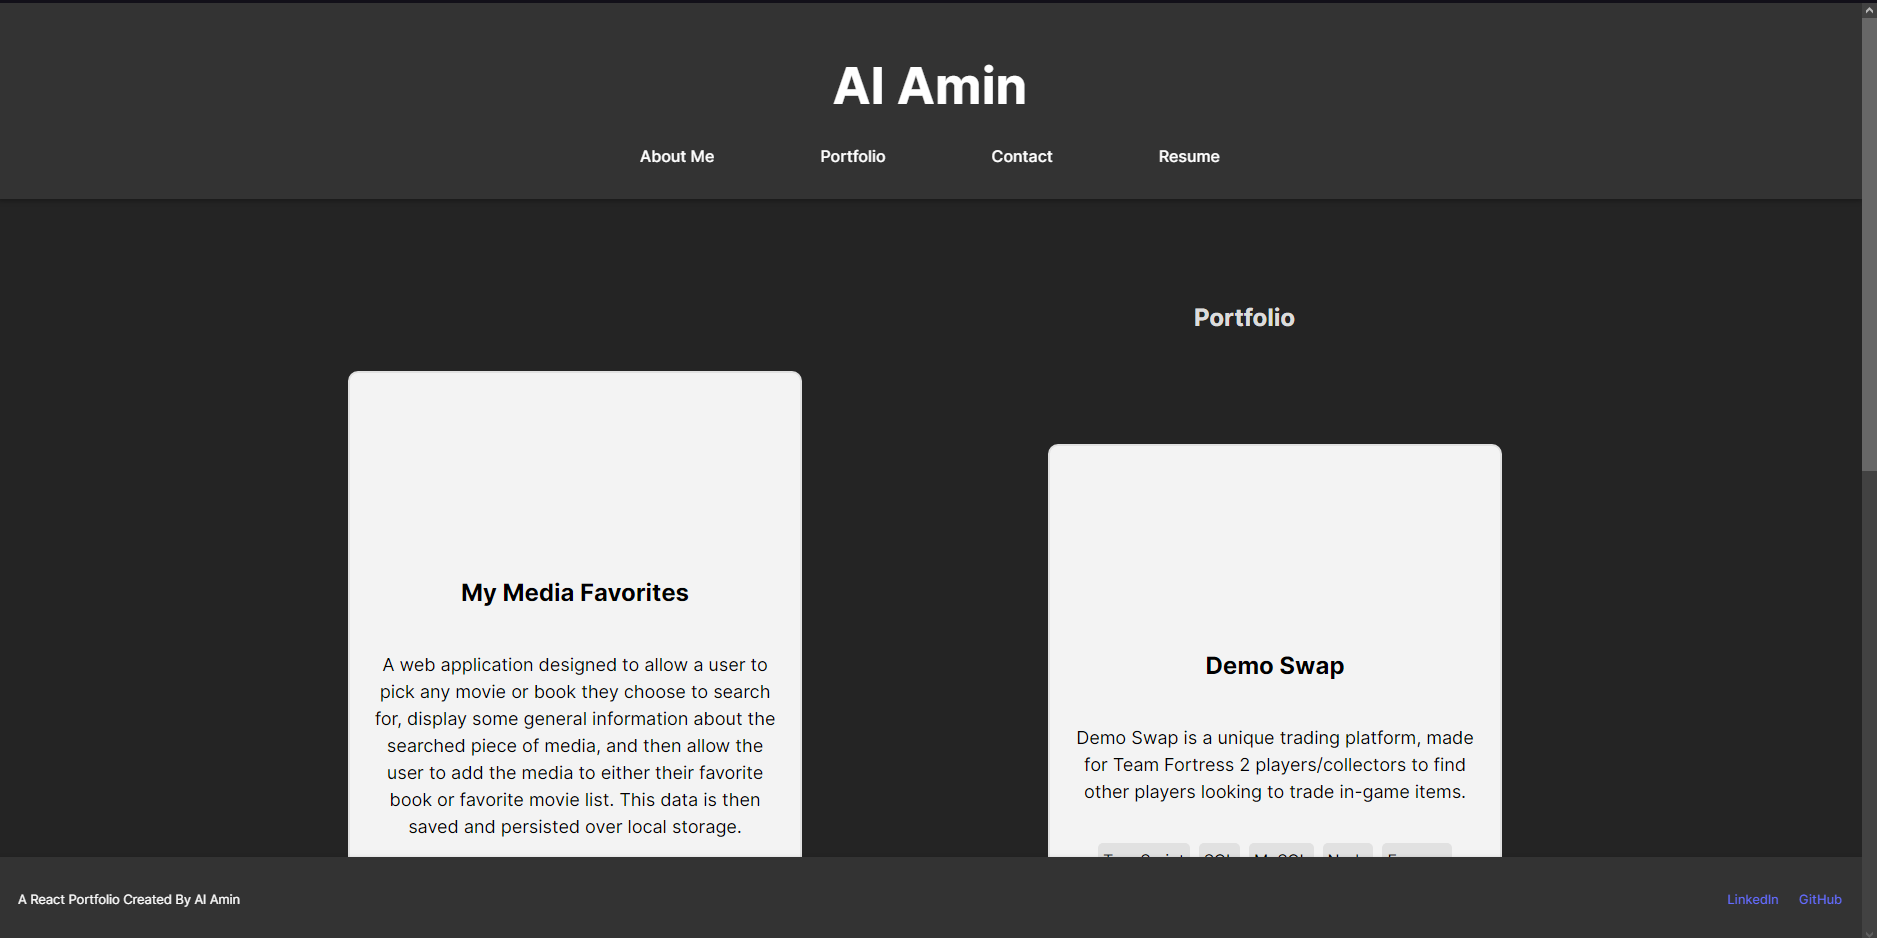 Al Amin
About Me
Portfolio
Contact
Resume
Portfolio
My Media Favorites
A web application designed to allow a user to
pick any movie or book they choose to search
for, display some general information about the
searched piece of media, and then allow the
user to add the media to either their favorite
book or favorite movie list. This data is then
saved and persisted over local storage.
Demo Swap
Demo Swap is a unique trading platform, made
for Team Fortress 2 players/collectors to find
other players looking to trade in-game items.
A React Portfolio Created By Al Amin
LinkedIn
GitHub